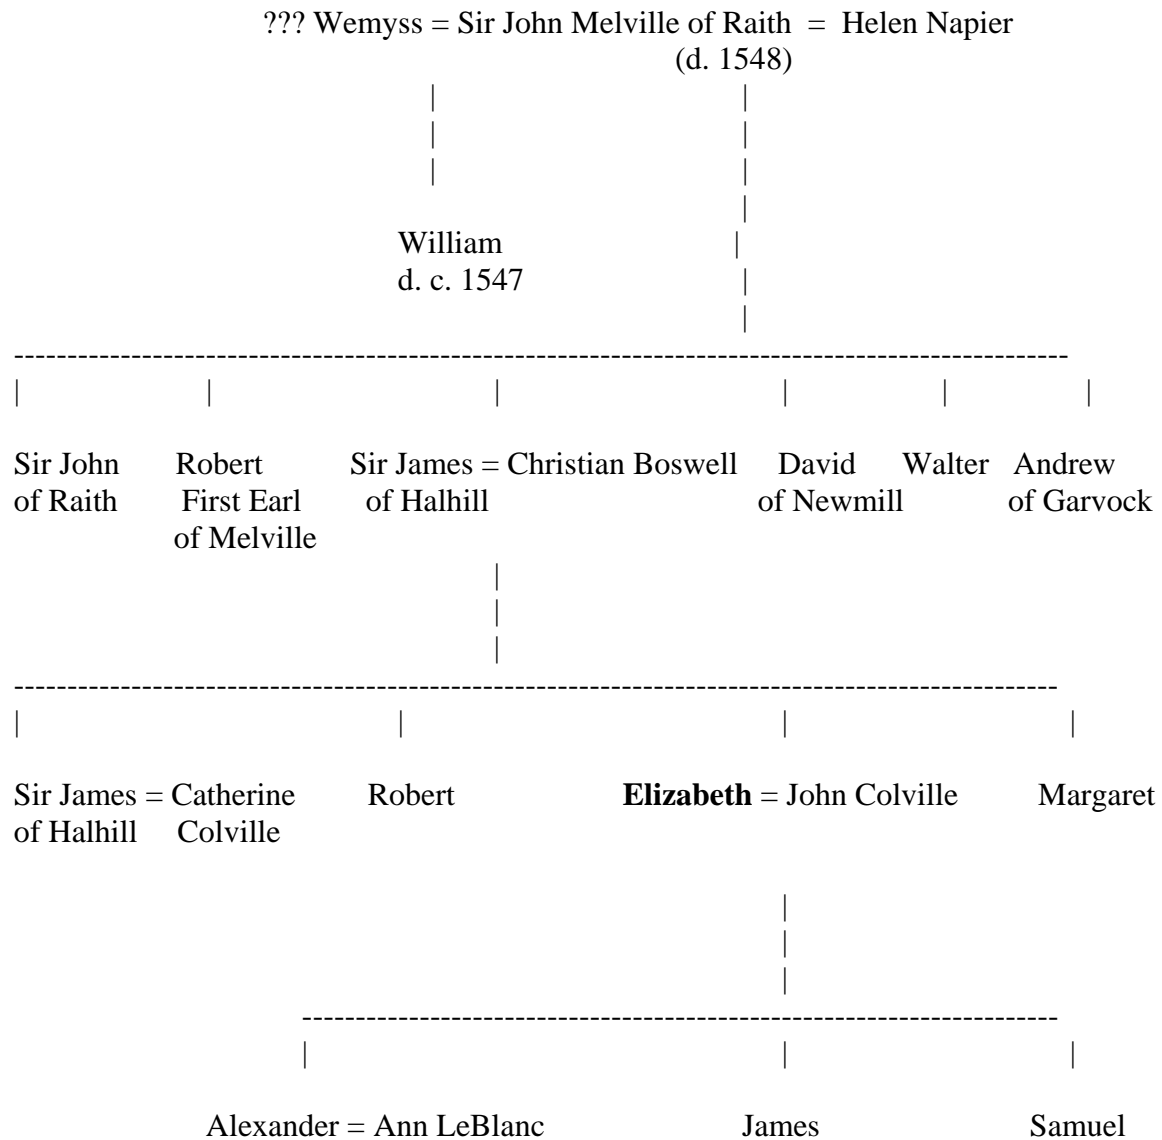 ??? Wemyss = Sir John Melville of Raith = Helen Napier
(d. 1548)
William
d. c. 1547
Sir John Robert Sir James = Christian Boswell David Walter Andrew
of Raith First Earl of Halhill of Newmill of Garvock
of Melville
Sir James = Catherine Robert Elizabeth = John Colville Margaret
of Halhill Colville
Alexander = Ann LeBlanc James Samuel